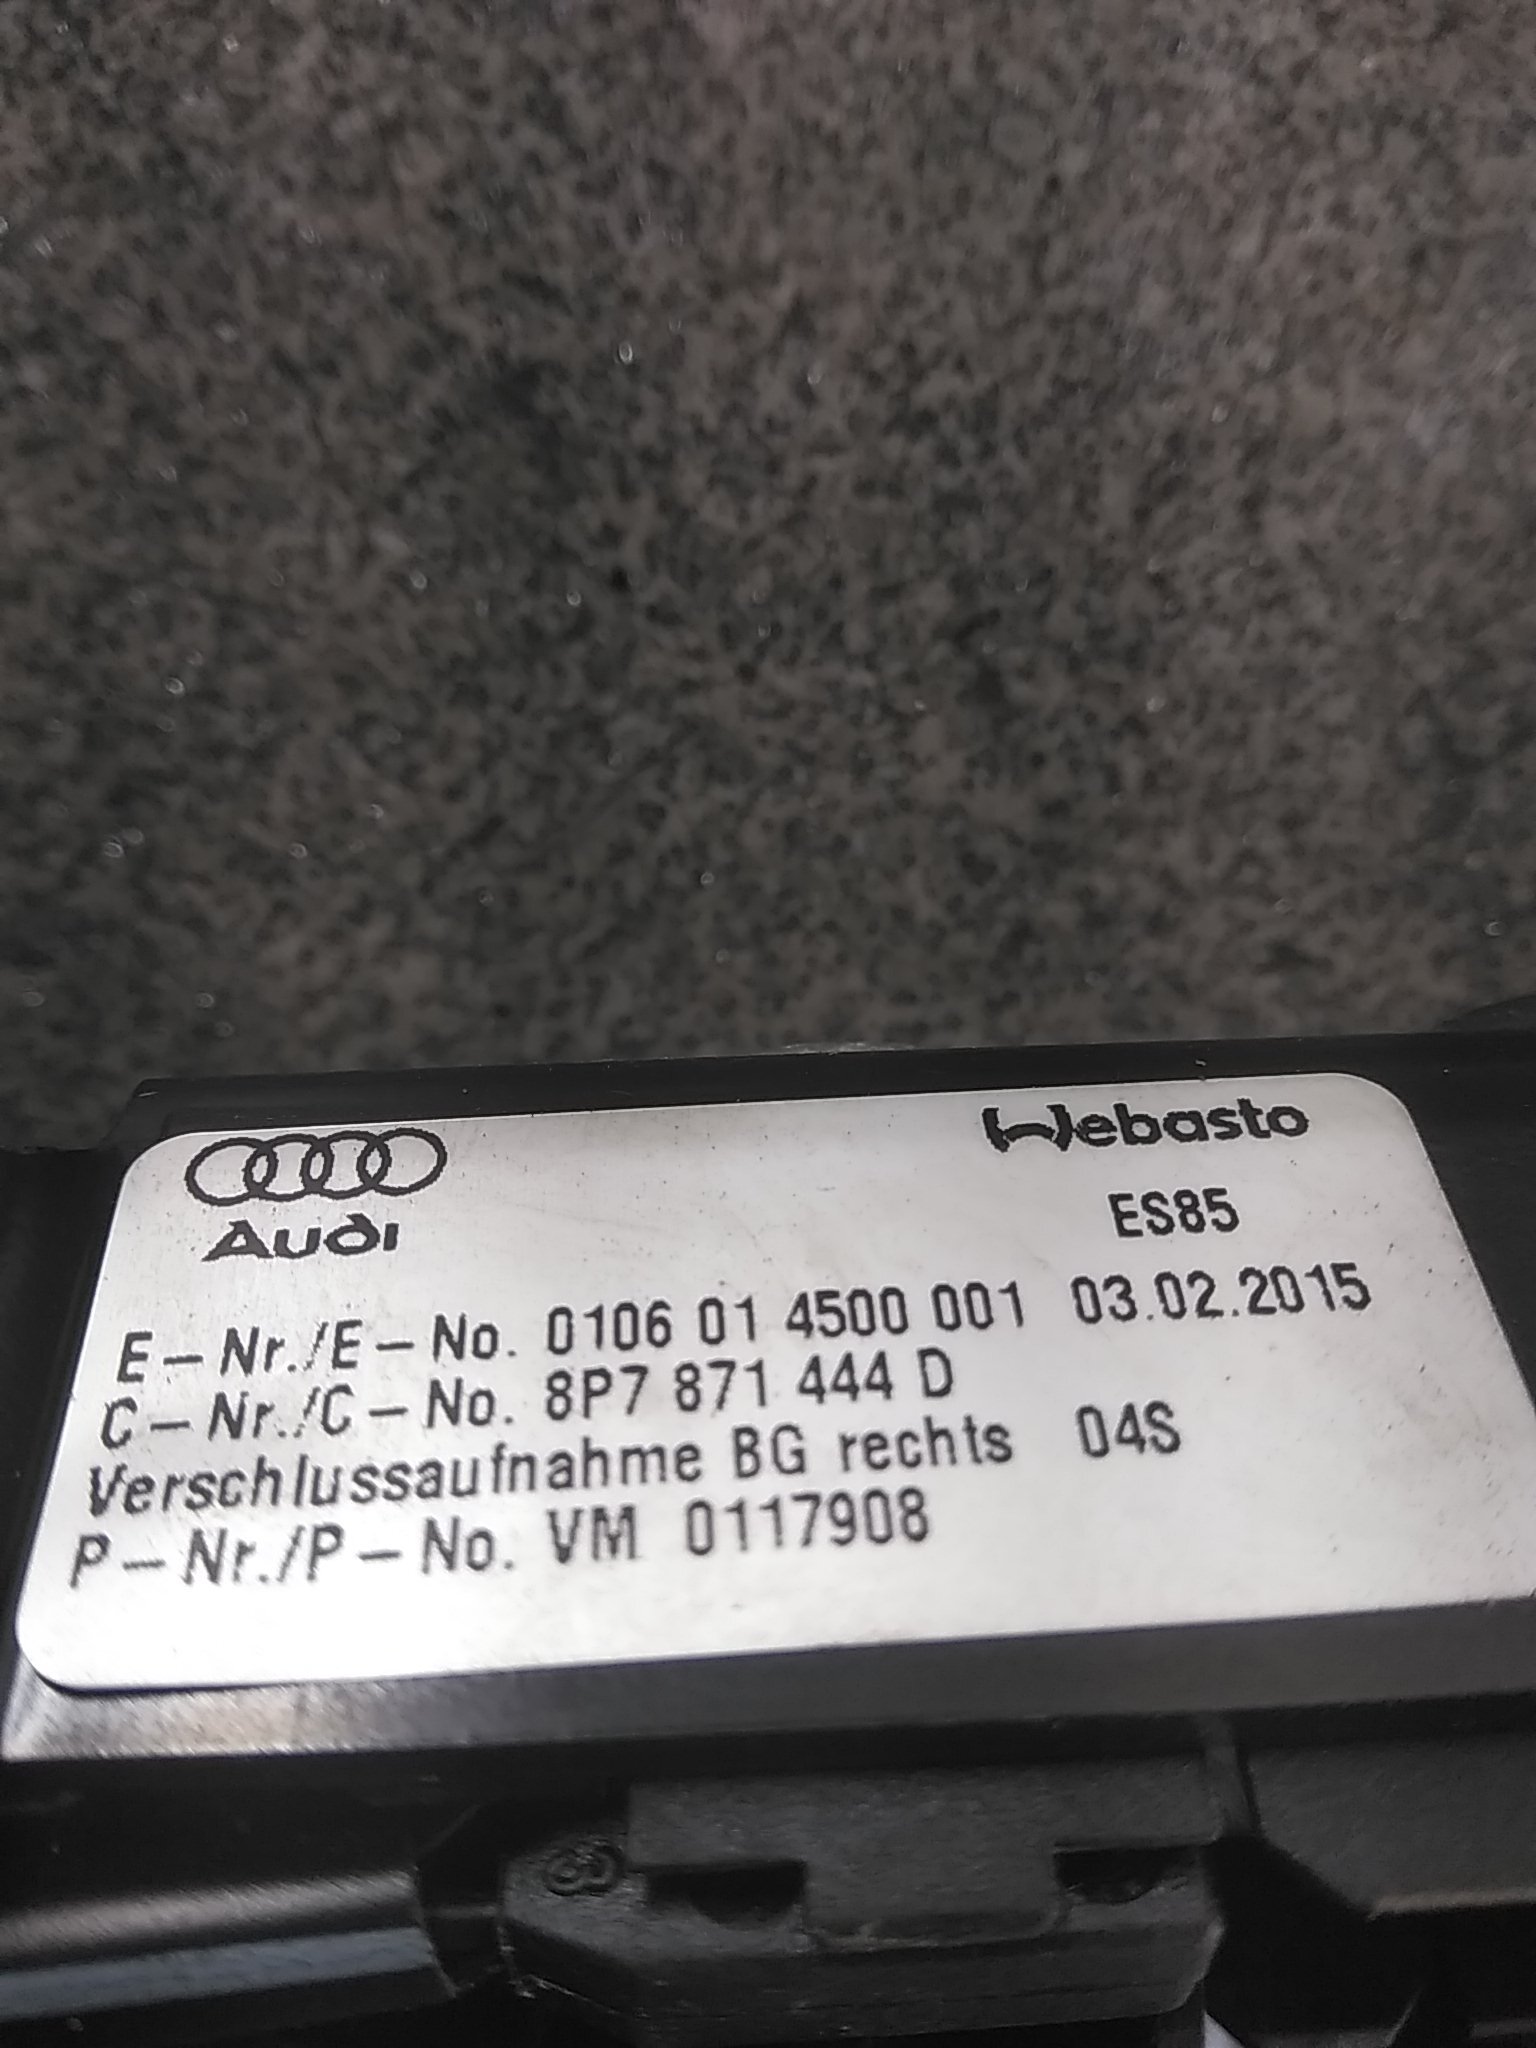 Audi
Webasto
ES85
E-Nr./E-No. 0106 01 4500 001 03.02.2015
C-Nr./C-No. 8P7 871 444 D
Verschlussaufnahme BG rechts 04S
P-Nr./P-No. VM 0117908